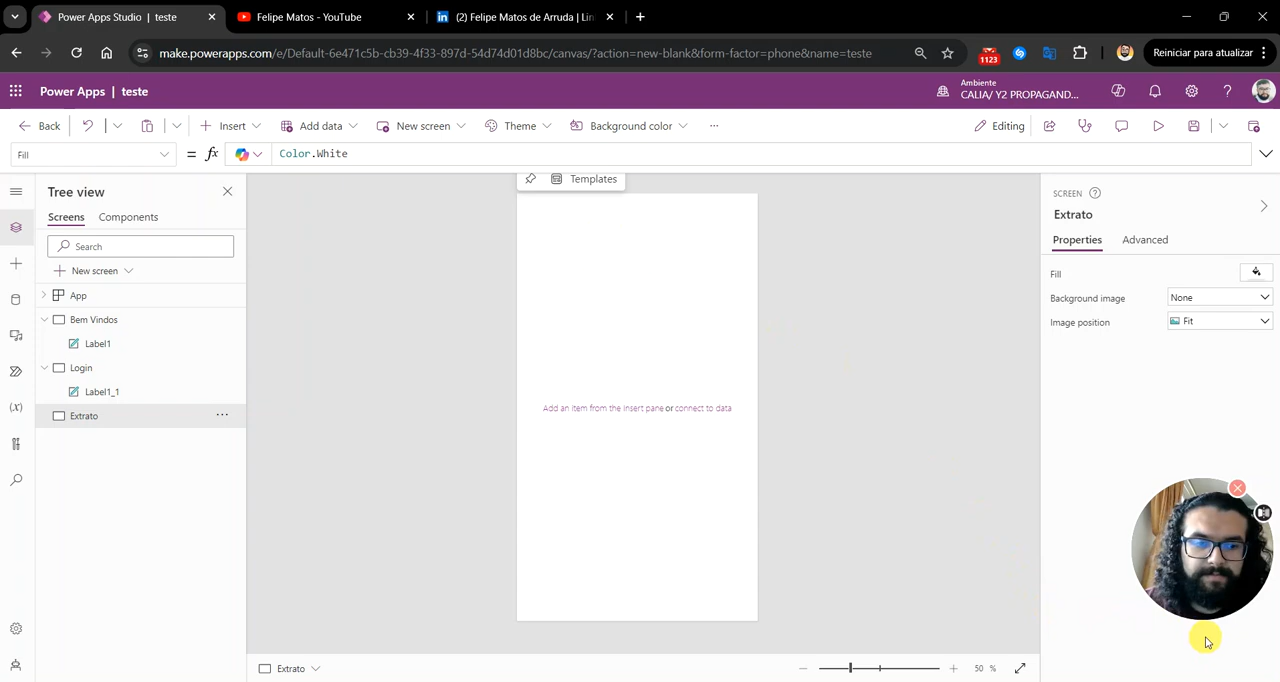 Power Apps Studio | teste
Felipe Matos - YouTube
(2) Felipe Matos de Arruda | Lin
make.powerapps.com/e/Default-6e471c5b-cb39-4f33-897d-54d74d01d8bc/canvas/?action=new-blank&form-factor=phone&name=teste
1123
Reiniciar para atualizar
Power Apps | teste
Ambiente
CALIA/ Y2 PROPAGAND...
Back
Insert
Add data
New screen
Theme
Background color
Editing
Fill
= fx
Color.White
Tree view
Screens
Components
Search
New screen
App
Bem Vindos
Label1
Login
Label1_1
Extrato
Templates
Add an item from the Insert pane or connect to data
SCREEN
Extrato
Properties
Advanced
Fill
Background image
None
Image position
Fit
Extrato
50 %